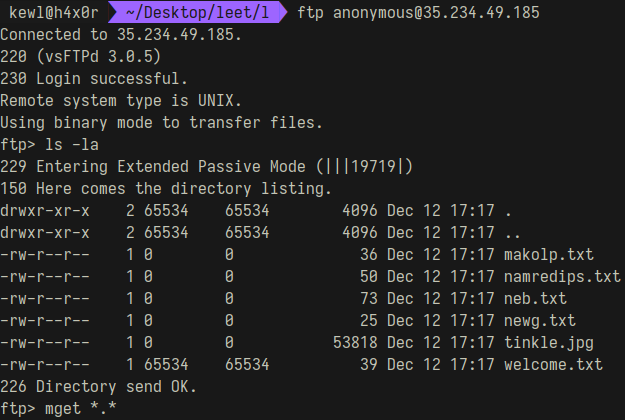 kewl@h4x0r ~/Desktop/leet/l ftp anonymous@35.234.49.185
Connected to 35.234.49.185.
220 (vsFTPd 3.0.5)
230 Login successful.
Remote system type is UNIX.
Using binary mode to transfer files.
ftp> ls -la
229 Entering Extended Passive Mode (|||19719|)
150 Here comes the directory listing.
drwxr-xr-x    2 65534    65534        4096 Dec 12 17:17 .
drwxr-xr-x    2 65534    65534        4096 Dec 12 17:17 ..
-rw-r--r--    1 0        0              36 Dec 12 17:17 makolp.txt
-rw-r--r--    1 0        0              50 Dec 12 17:17 namredips.txt
-rw-r--r--    1 0        0              73 Dec 12 17:17 neb.txt
-rw-r--r--    1 0        0              25 Dec 12 17:17 newg.txt
-rw-r--r--    1 0        0           53818 Dec 12 17:17 tinkle.jpg
-rw-r--r--    1 65534    65534          39 Dec 12 17:17 welcome.txt
226 Directory send OK.
ftp> mget *.*